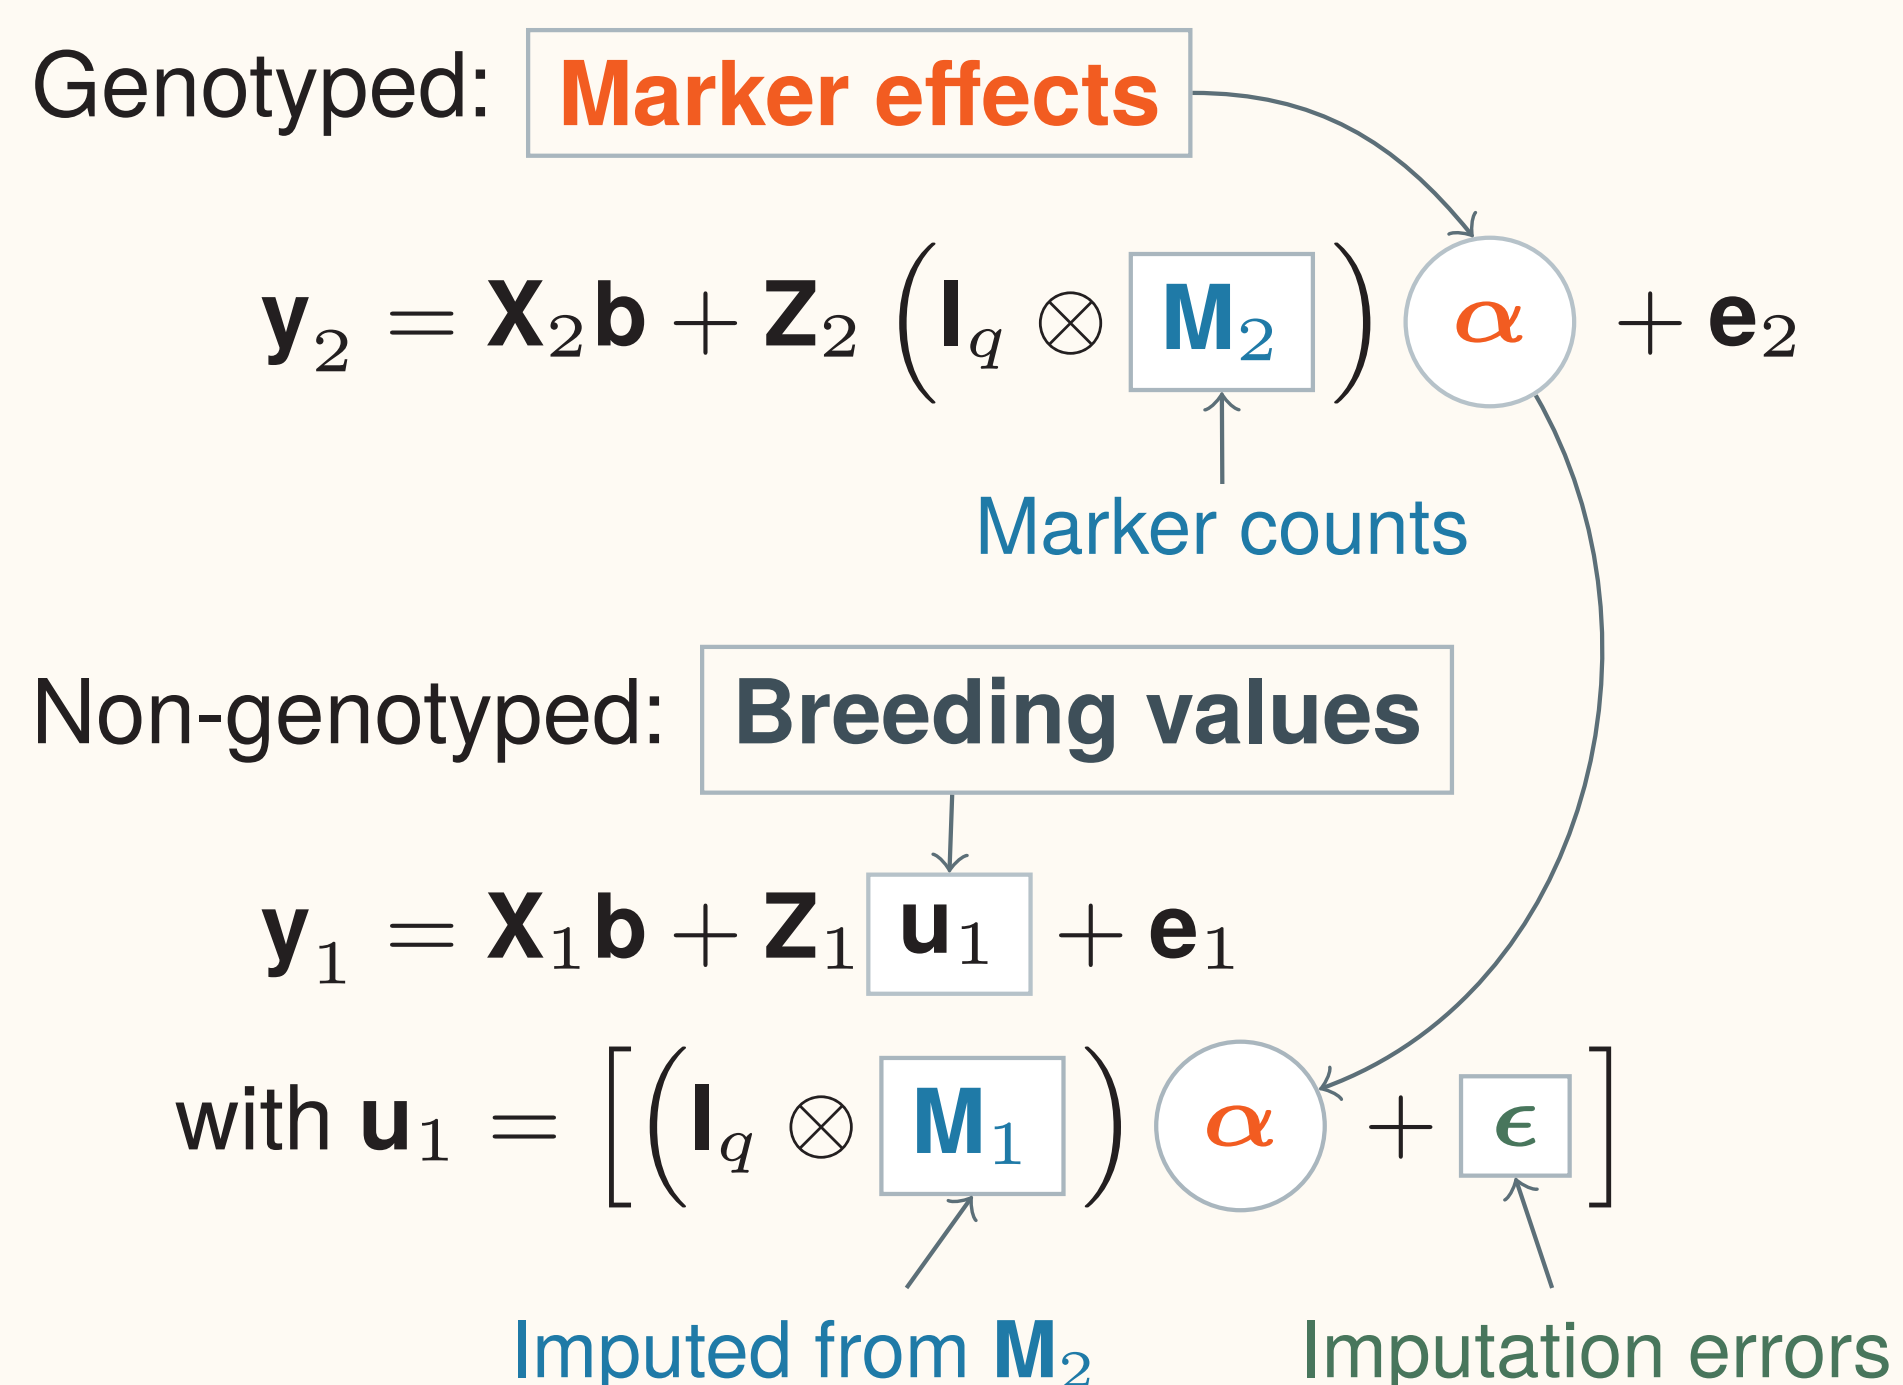 Genotyped: Marker effects
y₂ = X₂b + Z₂ (I_q ⊗ M₂) α + e₂
Marker counts
Non-genotyped: Breeding values
y₁ = X₁b + Z₁ u₁ + e₁
with u₁ = [(I_q ⊗ M₁) α + ϵ]
Imputed from M₂ Imputation errors